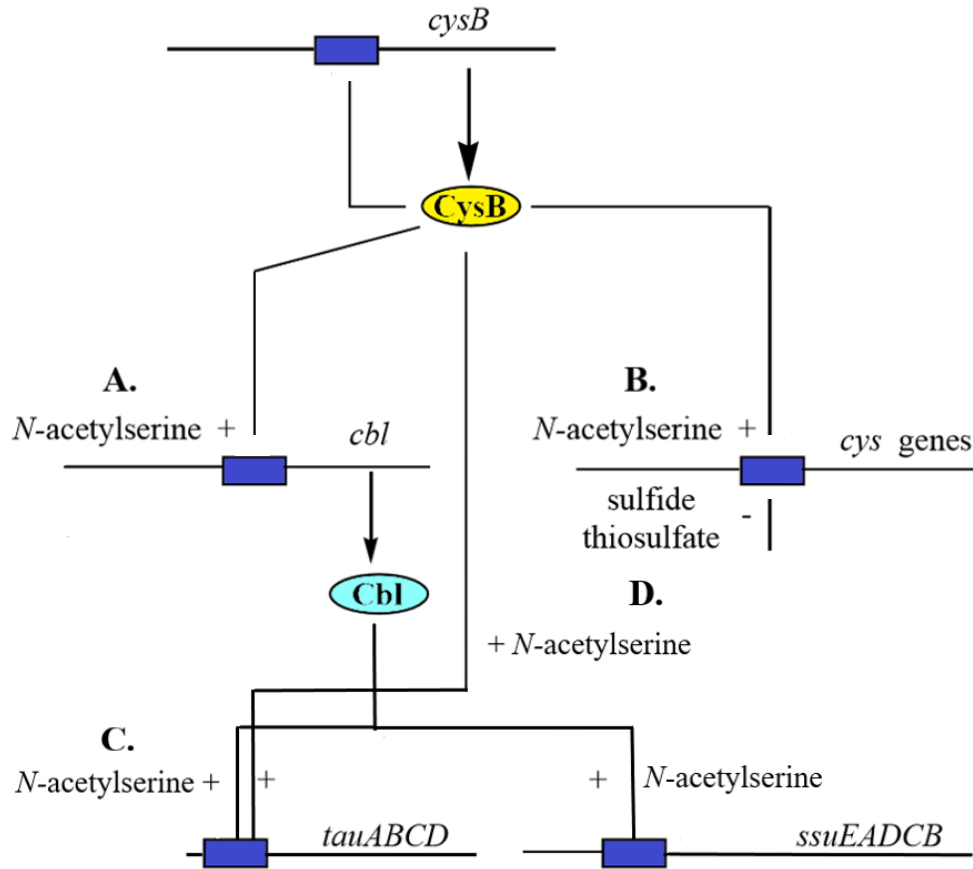 cysB
CysB
A.
N-acetylserine +
cbl
B.
N-acetylserine +
cys genes
sulfide
thiosulfate -
Cbl
D.
+ N-acetylserine
C.
N-acetylserine + +
+ N-acetylserine
tauABCD
ssuEADCB